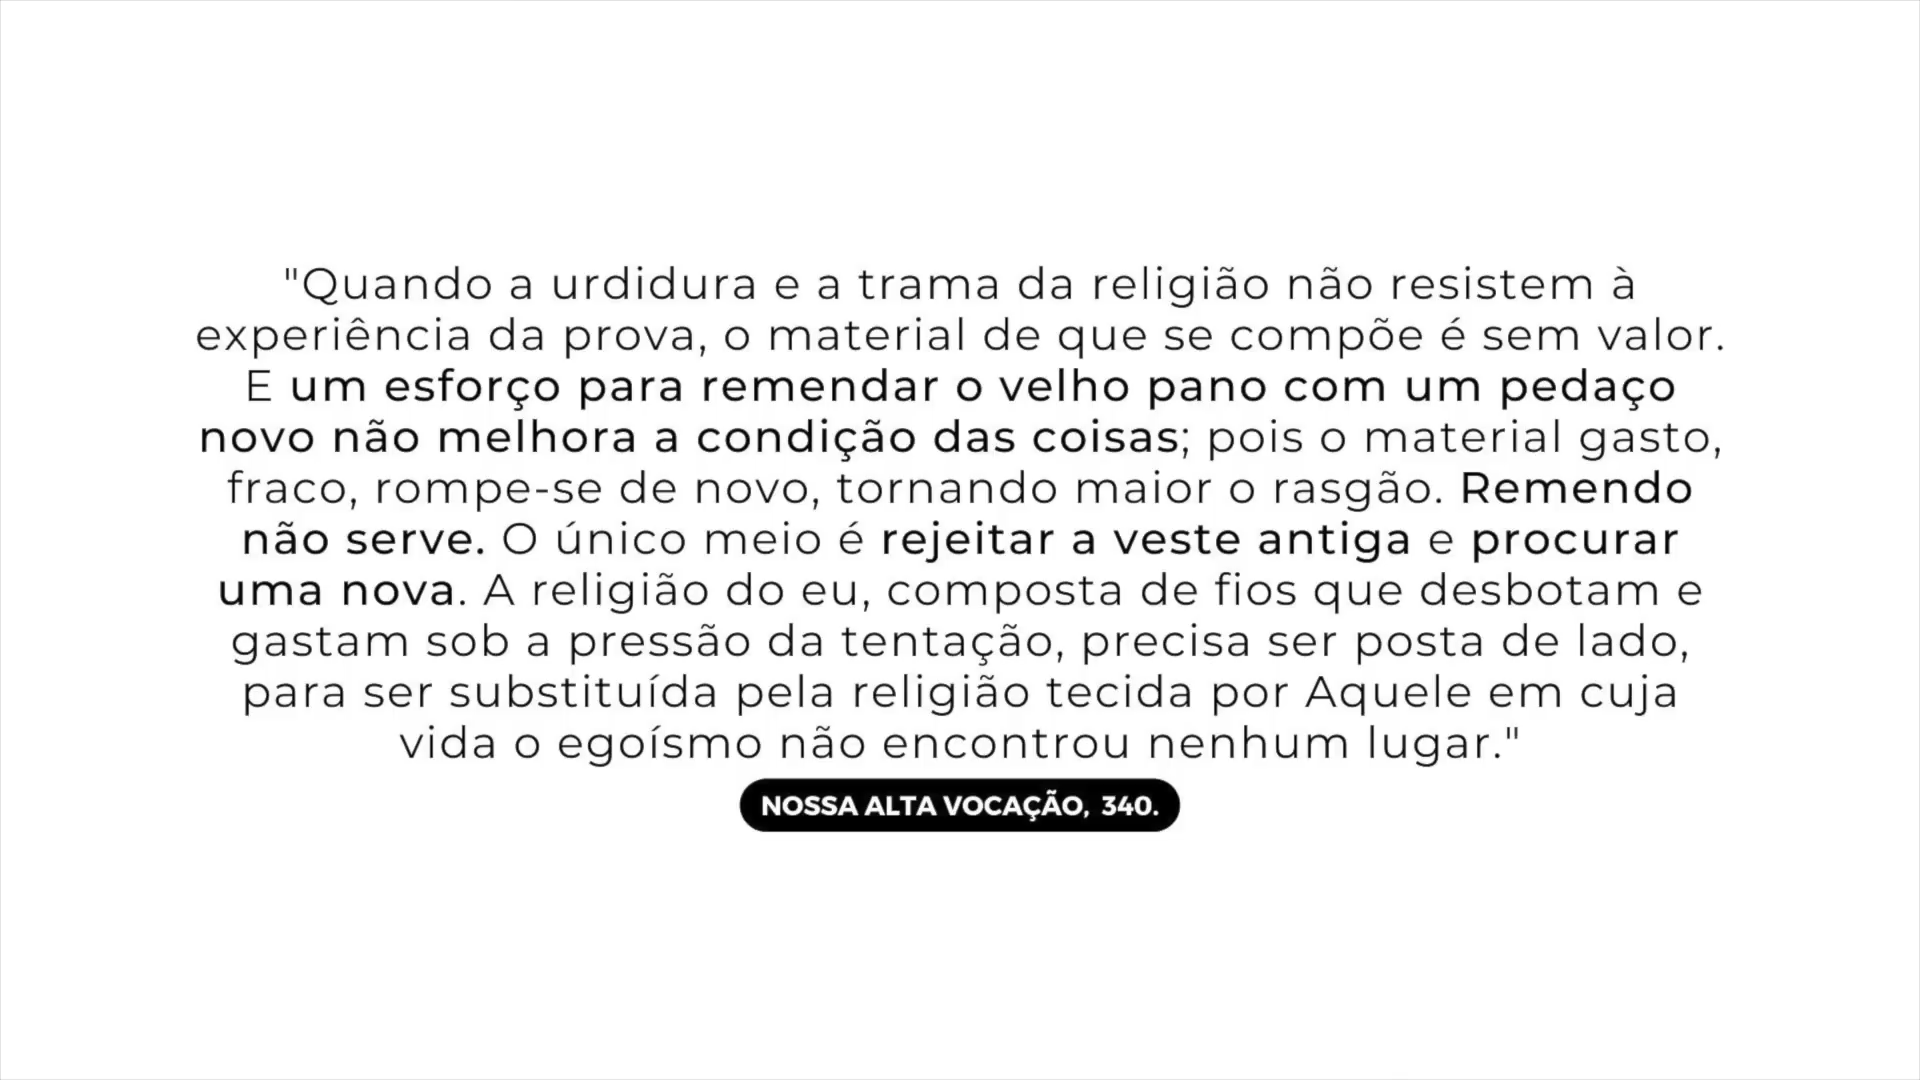 "Quando a urdidura e a trama da religião não resistem à
experiência da prova, o material de que se compõe é sem valor.
E um esforço para remendar o velho pano com um pedaço
novo não melhora a condição das coisas; pois o material gasto,
fraco, rompe-se de novo, tornando maior o rasgão. Remendo
não serve. O único meio é rejeitar a veste antiga e procurar
uma nova. A religião do eu, composta de fios que desbotam e
gastam sob a pressão da tentação, precisa ser posta de lado,
para ser substituída pela religião tecida por Aquele em cuja
vida o egoísmo não encontrou nenhum lugar."
NOSSA ALTA VOCAÇÃO, 340.